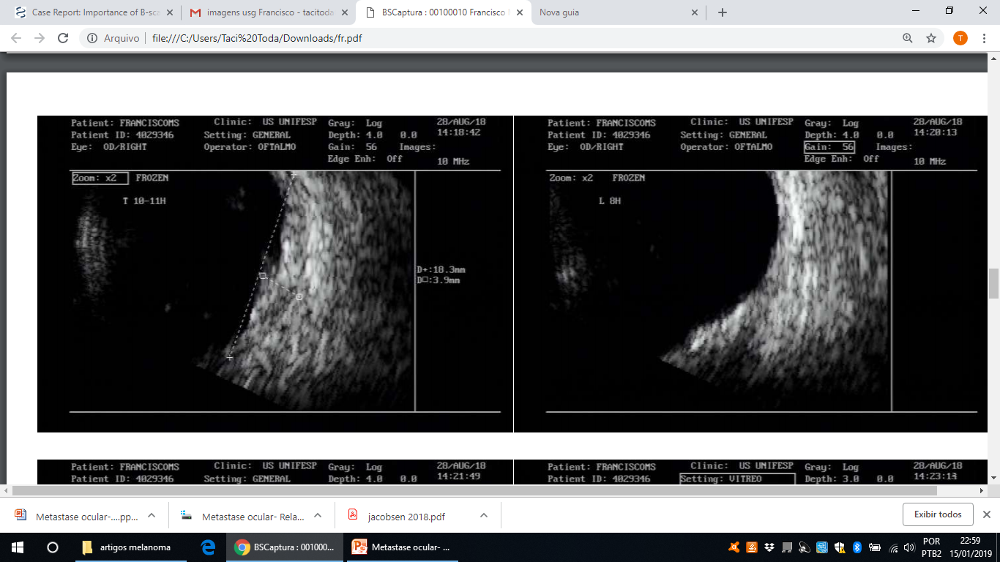 Case Report: Importance of B-sca
imagens usg Francisco - tacitoda
BSCaptura : 00100010 Francisco
Nova guia
Arquivo
file:///C:/Users/Taci%20Toda/Downloads/fr.pdf
T
Patient: FRANCISCOMS
Clinic: US UNIFESP
Gray: Log
28/AUG/18
Patient ID: 4029346
Setting: GENERAL
Depth: 4.0 0.0
14:18:42
Eye: OD/RIGHT
Operator: OFTALMO
Gain: 56
Images:
Edge Enh: Off
10 MHz
Zoom: x2
FROZEN
T 10-11H
D+:18.3mm
D□:3.9mm
Patient: FRANCISCOMS
Clinic: US UNIFESP
Gray: Log
28/AUG/18
Patient ID: 4029346
Setting: GENERAL
Depth: 4.0 0.0
14:20:13
Eye: OD/RIGHT
Operator: OFTALMO
Gain: 56
Images:
Edge Enh: Off
10 MHz
Zoom: x2
FROZEN
L 8H
Patient: FRANCISCOMS
Clinic: US UNIFESP
Gray: Log
28/AUG/18
Patient ID: 4029346
Setting: GENERAL
Depth: 4.0 0.0
14:21:49
Patient: FRANCISCOMS
Clinic: US UNIFESP
Gray: Log
28/AUG/18
Patient ID: 4029346
Setting: VITREO
Depth: 3.0 0.0
14:23:13
Metastase ocular-....pp...
Metastase ocular- Rela...
jacobsen 2018.pdf
Exibir todos
artigos melanoma
BSCaptura : 001000...
Metastase ocular- ...
POR
PTB2
22:59
15/01/2019